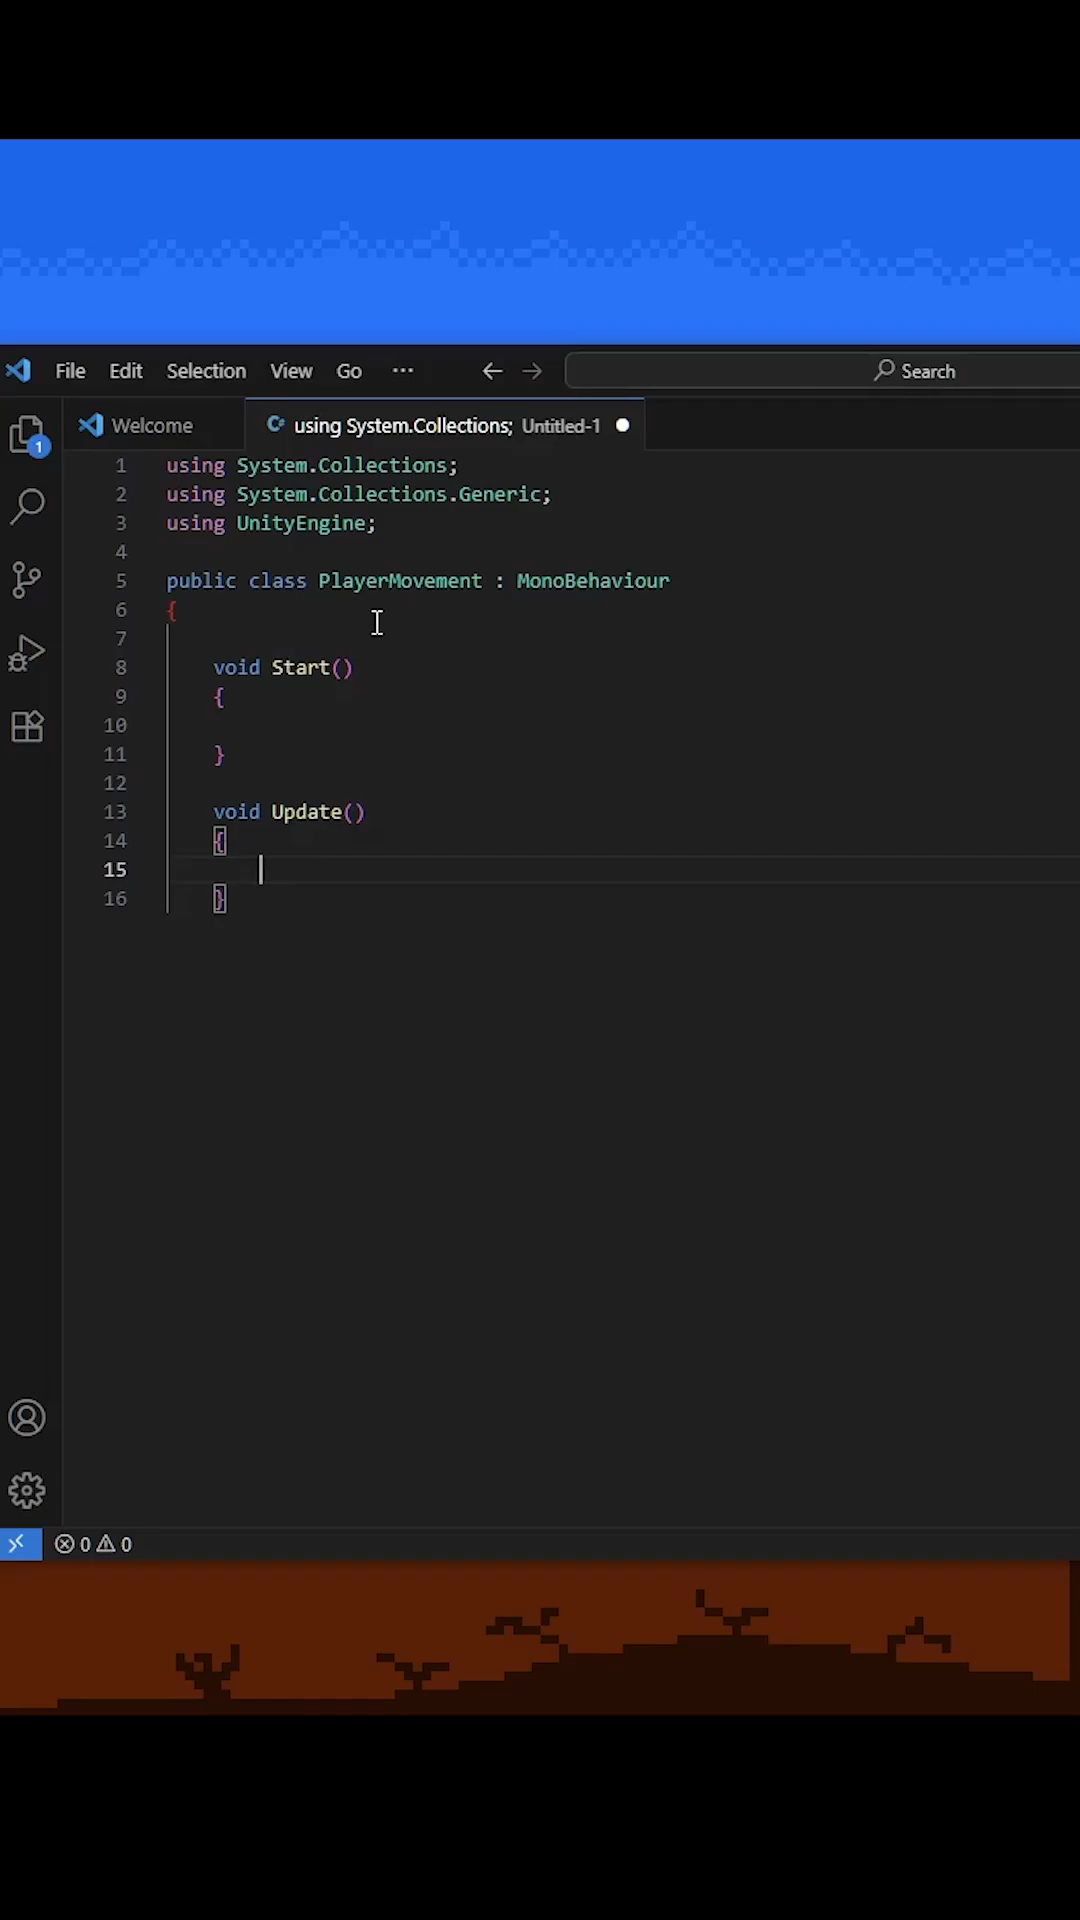 File Edit Selection View Go ··· Search
1
Welcome using System.Collections; Untitled-1
1 using System.Collections;
2 using System.Collections.Generic;
3 using UnityEngine;
4
5 public class PlayerMovement : MonoBehaviour
6 {
7
8 void Start()
9 {
10
11 }
12
13 void Update()
14 {
15
16 }
0 0